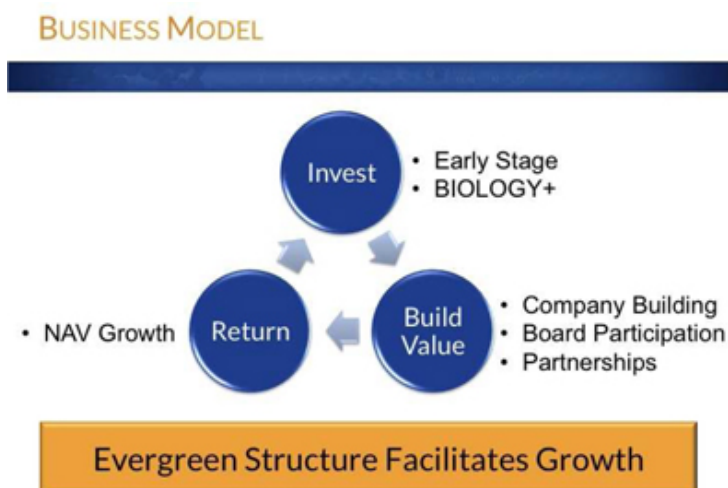 BUSINESS MODEL
Invest
• Early Stage
• BIOLOGY+
• NAV Growth
Return
Build
Value
• Company Building
• Board Participation
• Partnerships
Evergreen Structure Facilitates Growth